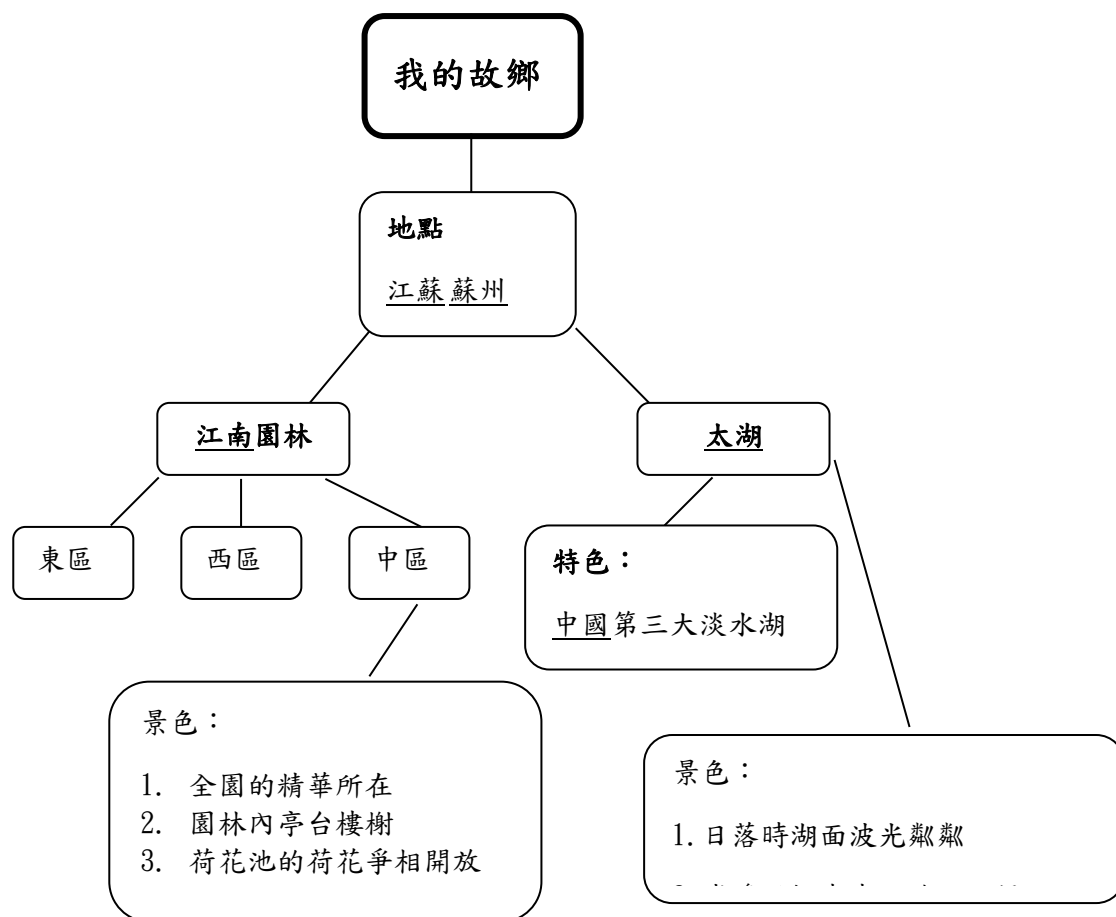 我的故鄉
地點
江蘇蘇州
江南園林
太湖
東區
西區
中區
特色：
中國第三大淡水湖
景色：
1. 全園的精華所在
2. 園林內亭台樓榭
3. 荷花池的荷花爭相開放
景色：
1. 日落時湖面波光粼粼